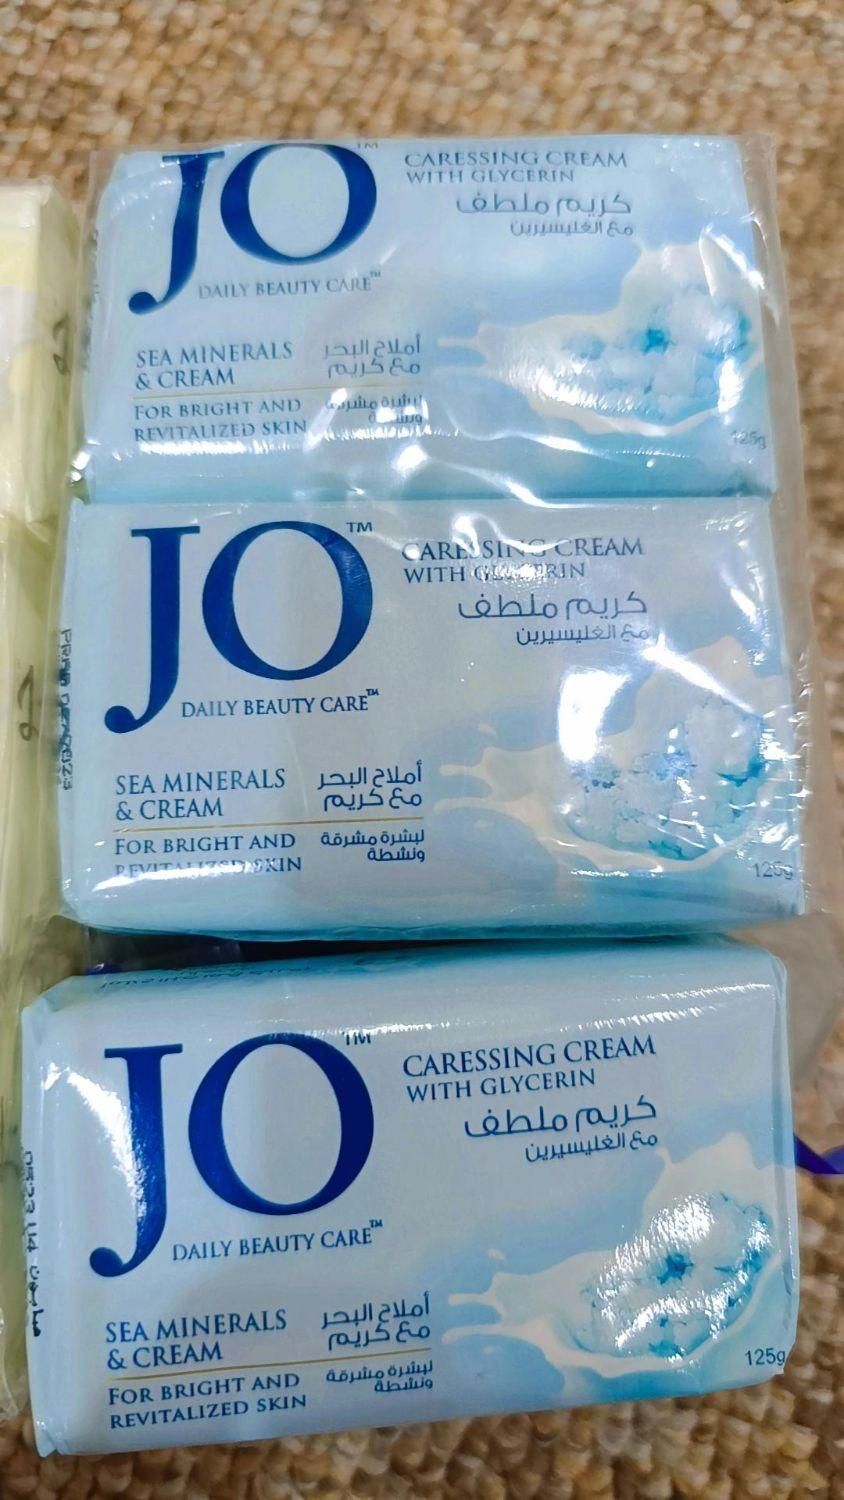 JO™
CARESSING CREAM
WITH GLYCERIN
كريم ملطف
مع الغليسيرين
DAILY BEAUTY CARE™
SEA MINERALS
& CREAM
أملاح البحر
مع كريم
FOR BRIGHT AND
REVITALIZED SKIN
لبشرة مشرقة
ونشطة
125g
JO™
CARESSING CREAM
WITH GLYCERIN
كريم ملطف
مع الغليسيرين
DAILY BEAUTY CARE™
SEA MINERALS
& CREAM
أملاح البحر
مع كريم
FOR BRIGHT AND
REVITALIZED SKIN
لبشرة مشرقة
ونشطة
125g
JO™
CARESSING CREAM
WITH GLYCERIN
كريم ملطف
مع الغليسيرين
DAILY BEAUTY CARE™
SEA MINERALS
& CREAM
أملاح البحر
مع كريم
FOR BRIGHT AND
REVITALIZED SKIN
لبشرة مشرقة
ونشطة
125g